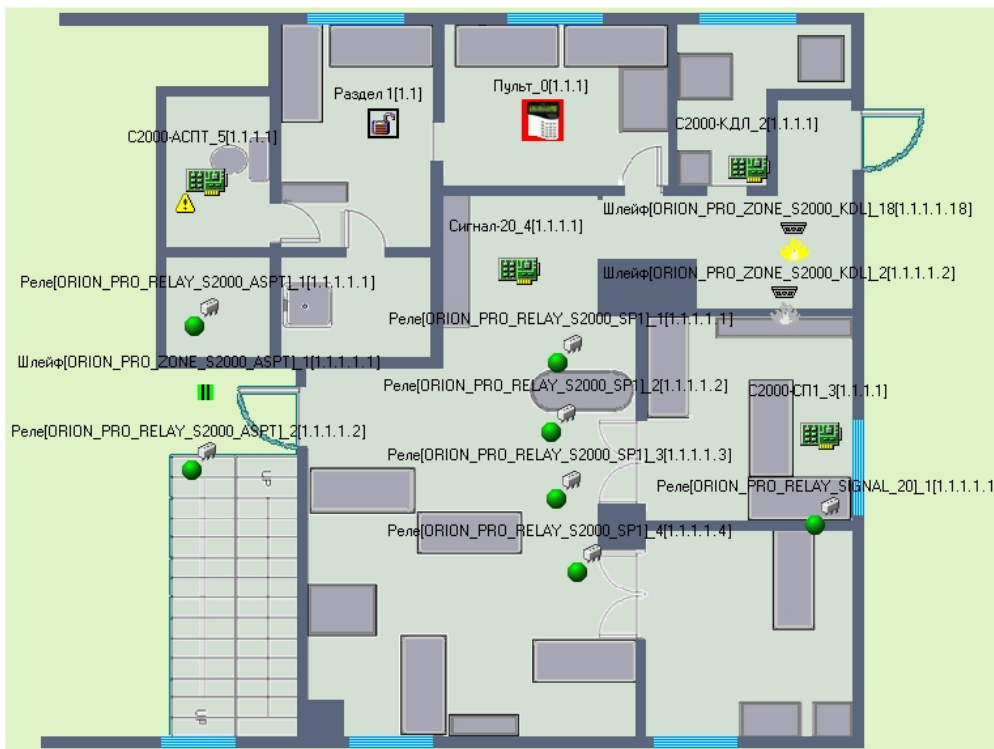 Раздел 1[1.1]
Пульт_0[1.1.1]
С2000-АСПТ_5[1.1.1.1]
С2000-КДЛ_2[1.1.1.1]
Шлейф[ORION_PRO_ZONE_S2000_KDL]_18[1.1.1.1.18]
Сигнал-20_4[1.1.1.1]
Шлейф[ORION_PRO_ZONE_S2000_KDL]_2[1.1.1.1.2]
Реле[ORION_PRO_RELAY_S2000_ASPT]_1[1.1.1.1.1]
Реле[ORION_PRO_RELAY_S2000_SP1]_1[1.1.1.1.1]
Шлейф[ORION_PRO_ZONE_S2000_ASPT]_1[1.1.1.1.1]
Реле[ORION_PRO_RELAY_S2000_SP1]_2[1.1.1.1.2]
С2000-СП1_3[1.1.1.1]
Реле[ORION_PRO_RELAY_S2000_ASPT]_2[1.1.1.1.2]
Реле[ORION_PRO_RELAY_S2000_SP1]_3[1.1.1.1.3]
UP
Реле[ORION_PRO_RELAY_SIGNAL_20]_1[1.1.1.1.1
Реле[ORION_PRO_RELAY_S2000_SP1]_4[1.1.1.1.4]
UP